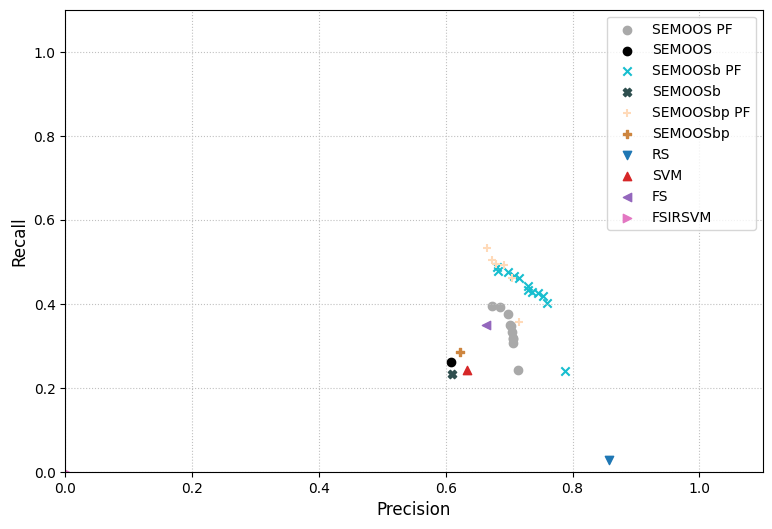 SEMOOS PF
SEMOOS
SEMOOSb PF
SEMOOSb
SEMOOSbp PF
SEMOOSbp
RS
SVM
FS
FSIRSVM
Recall
1.0
0.8
0.6
0.4
0.2
0.0
0.0 0.2 0.4 0.6 0.8 1.0
Precision